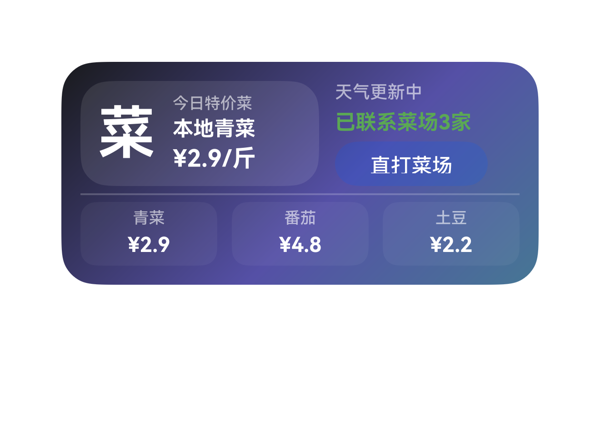 菜
今日特价菜
本地青菜
¥2.9/斤
天气更新中
已联系菜场3家
直打菜场
青菜
¥2.9
番茄
¥4.8
土豆
¥2.2